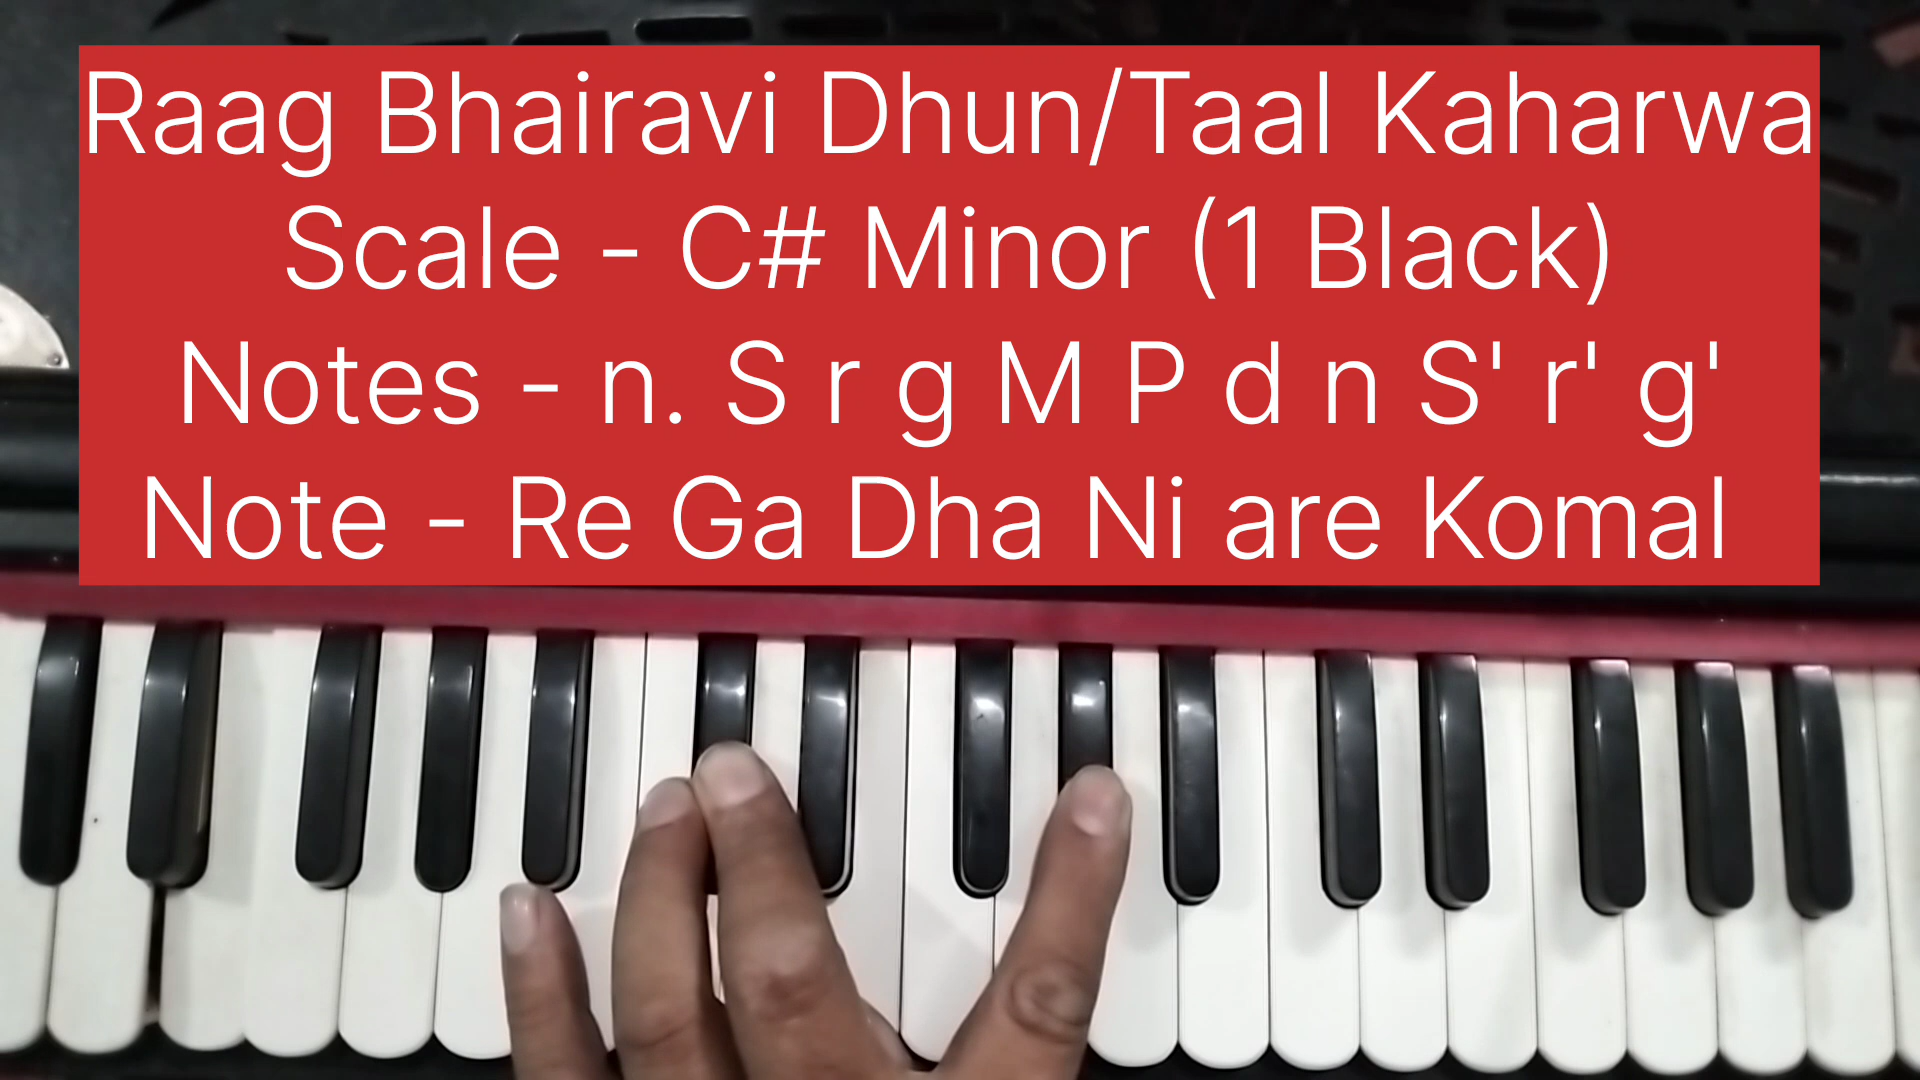 Raag Bhairavi Dhun/Taal Kaharwa
Scale - C# Minor (1 Black)
Notes - n. S r g M P d n S' r' g'
Note - Re Ga Dha Ni are Komal